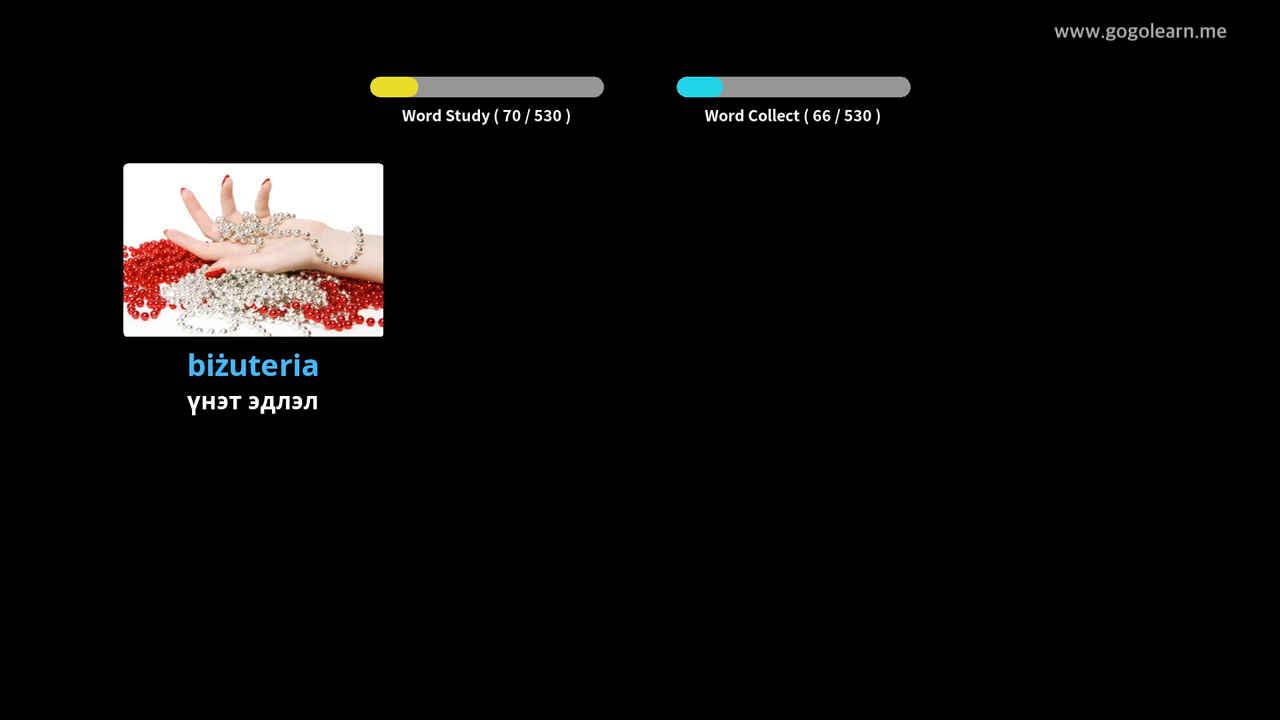 www.gogolearn.me
Word Study ( 70 / 530 )
Word Collect ( 66 / 530 )
biżuteria
үнэт эдлэл